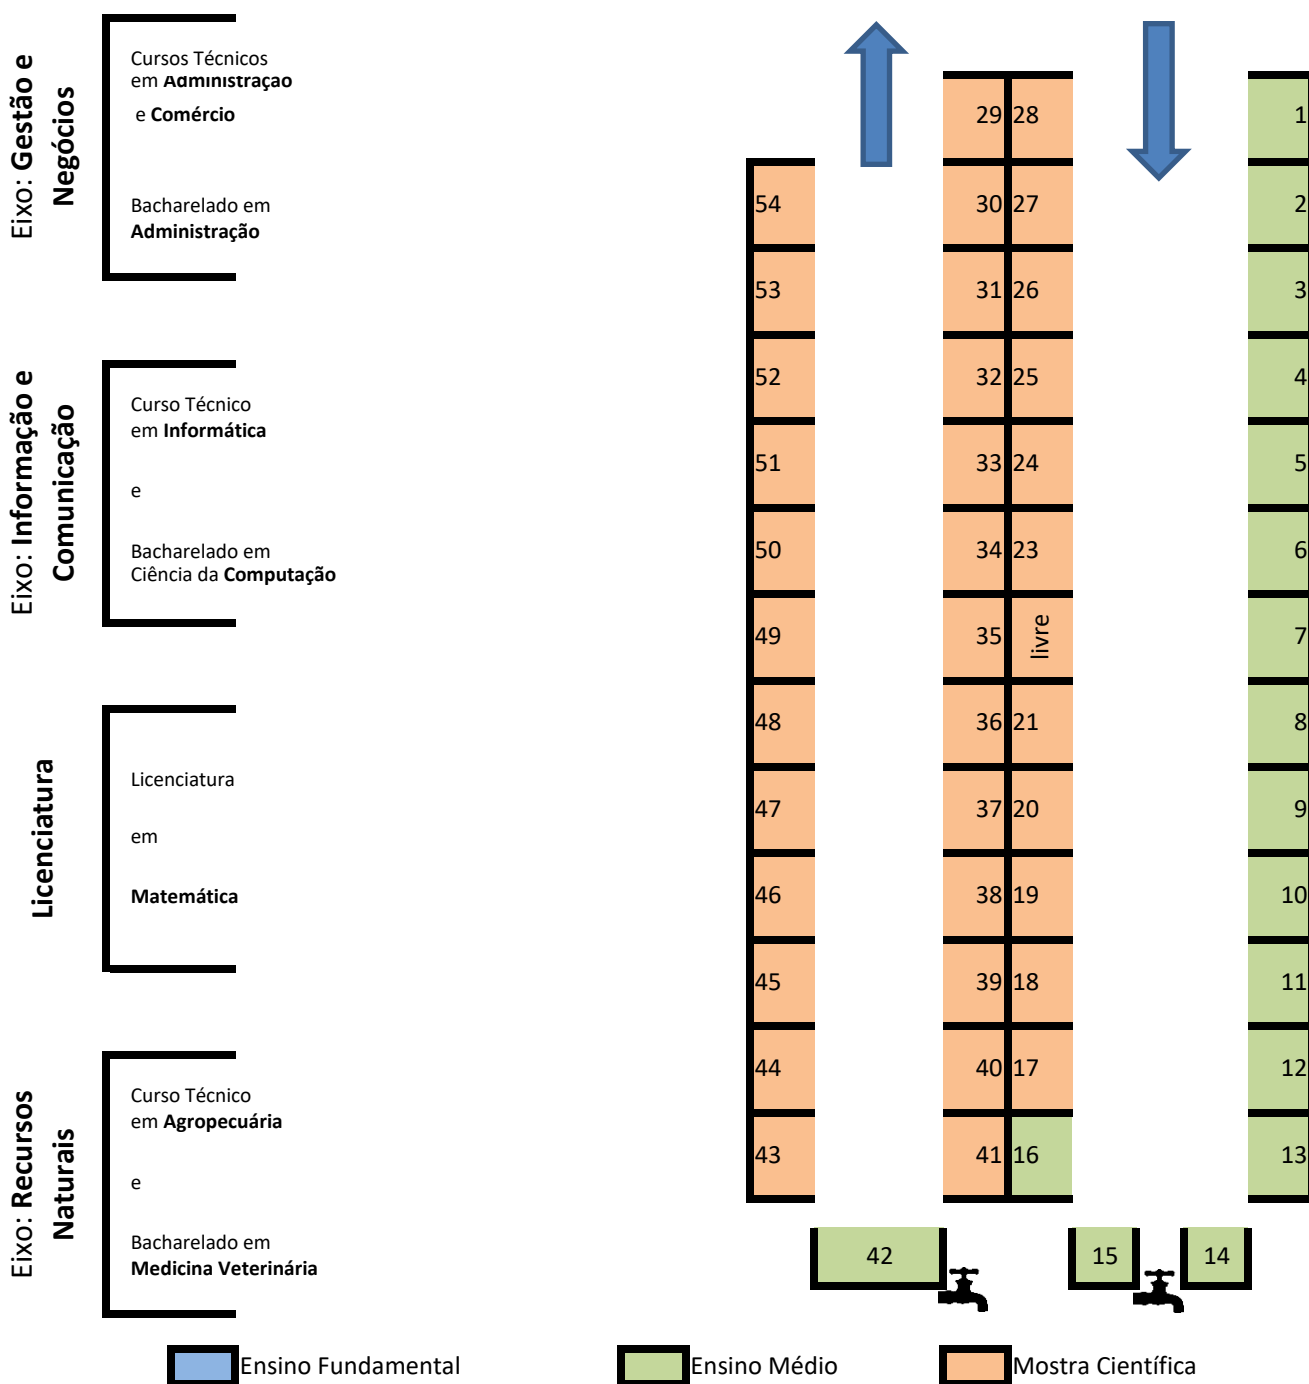 Eixo: Gestão e
Negócios
Cursos Técnicos
em Administração
e Comércio
Bacharelado em
Administração
Eixo: Informação e
Comunicação
Curso Técnico
em Informática
e
Bacharelado em
Ciência da Computação
Licenciatura
Licenciatura
em
Matemática
Eixo: Recursos
Naturais
Curso Técnico
em Agropecuária
e
Bacharelado em
Medicina Veterinária
29 28 1
54 30 27 2
53 31 26 3
52 32 25 4
51 33 24 5
50 34 23 6
49 35 livre 7
48 36 21 8
47 37 20 9
46 38 19 10
45 39 18 11
44 40 17 12
43 41 16 13
42 15 14
Ensino Fundamental Ensino Médio Mostra Científica